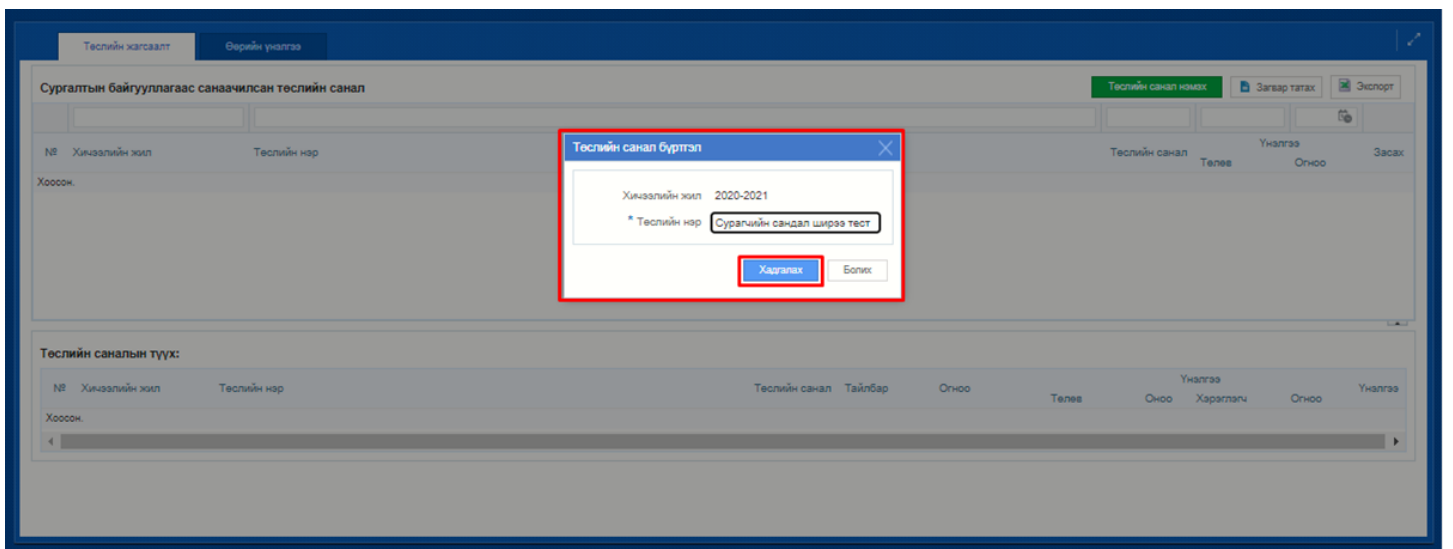 Төслийн жагсаалт Өөрийн үнэлгээ
Сургалтын байгууллагаас санаачилсан төслийн санал
Төслийн санал нэмэх Загвар татах Экспорт
№ Хичээлийн жил Төслийн нэр Төслийн санал Үнэлгээ Засах
Төлөв Огноо
Хоосон.
Төслийн санал бүртгэл
Хичээлийн жил 2020-2021
* Төслийн нэр Сурагчийн сандал ширээ тест
Хадгалах Болих
Төслийн саналын түүх:
№ Хичээлийн жил Төслийн нэр Төслийн санал Тайлбар Огноо Үнэлгээ Үнэлгээ
Төлөв Оноо Хэрэглэгч Огноо
Хоосон.